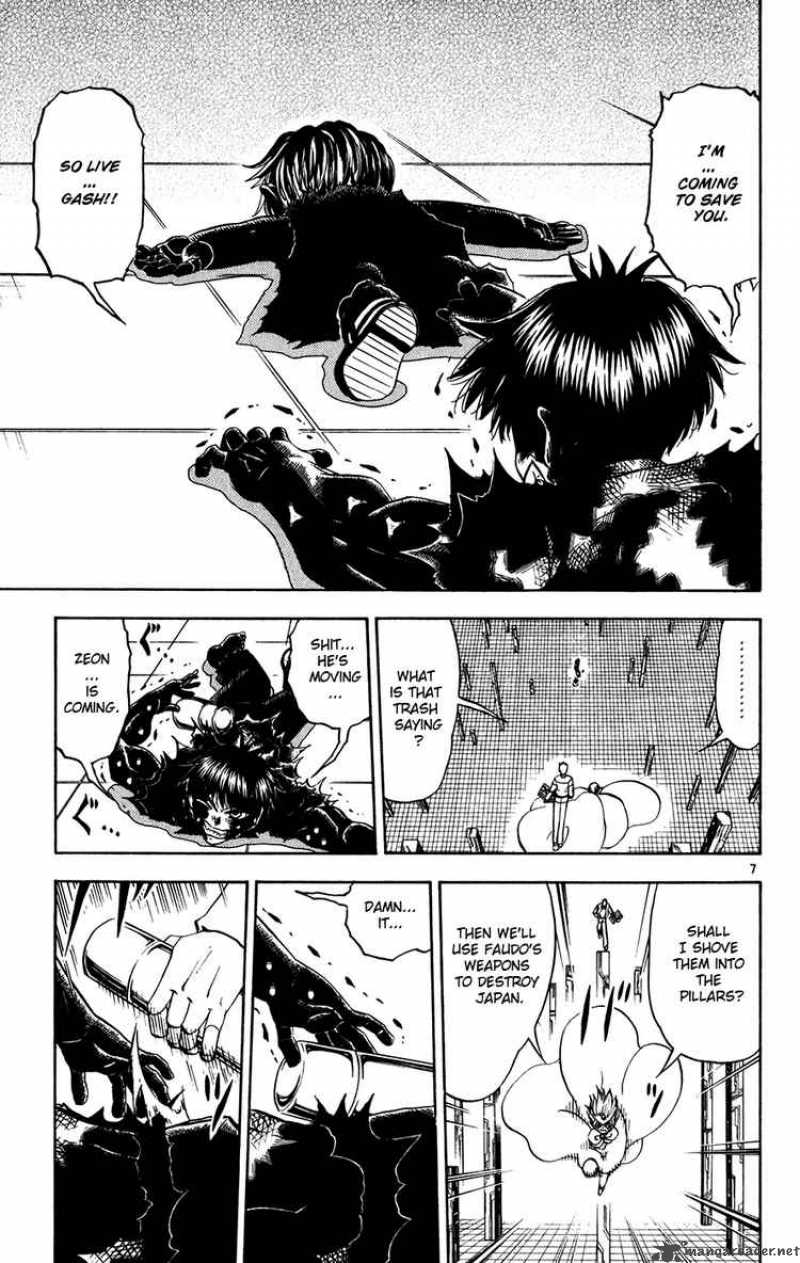 I'M
...
COMING
TO SAVE
YOU.
SO LIVE
...
GASH!!
.........
WHAT
IS THAT
TRASH
SAYING
?
SHIT...
HE'S
MOVING
...
ZEON
...
IS
COMING.
7
SHALL
I SHOVE
THEM INTO
THE
PILLARS?
THEN WE'LL
USE FAUDO'S
WEAPONS
TO DESTROY
JAPAN.
DAMN...
IT...
mangareader.net